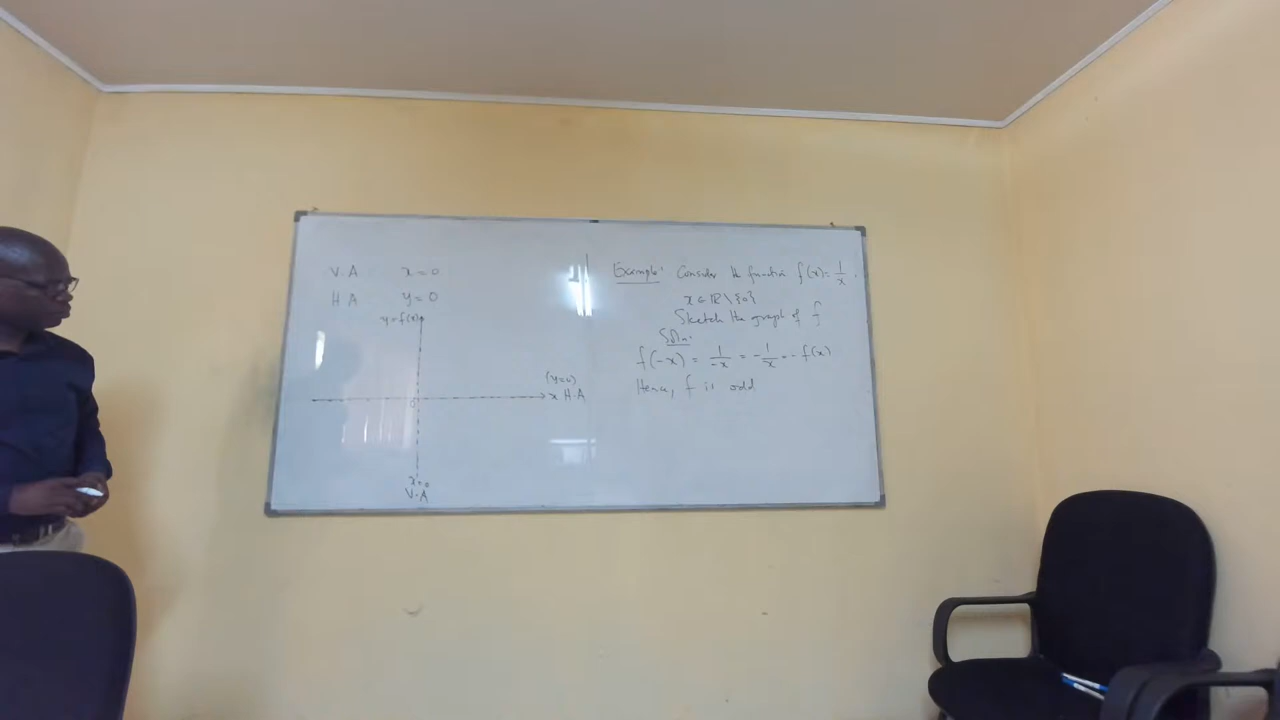 V.A x=0
H A y=0
y=f(x)
(y=0)
x H.A
0
x=0
V.A
Example: Consider the function f(x)=1/x.
x∈ℝ\{0}
Sketch the graph of f
Soln:
f(-x) = 1/-x = -1/x = -f(x)
Hence, f is odd